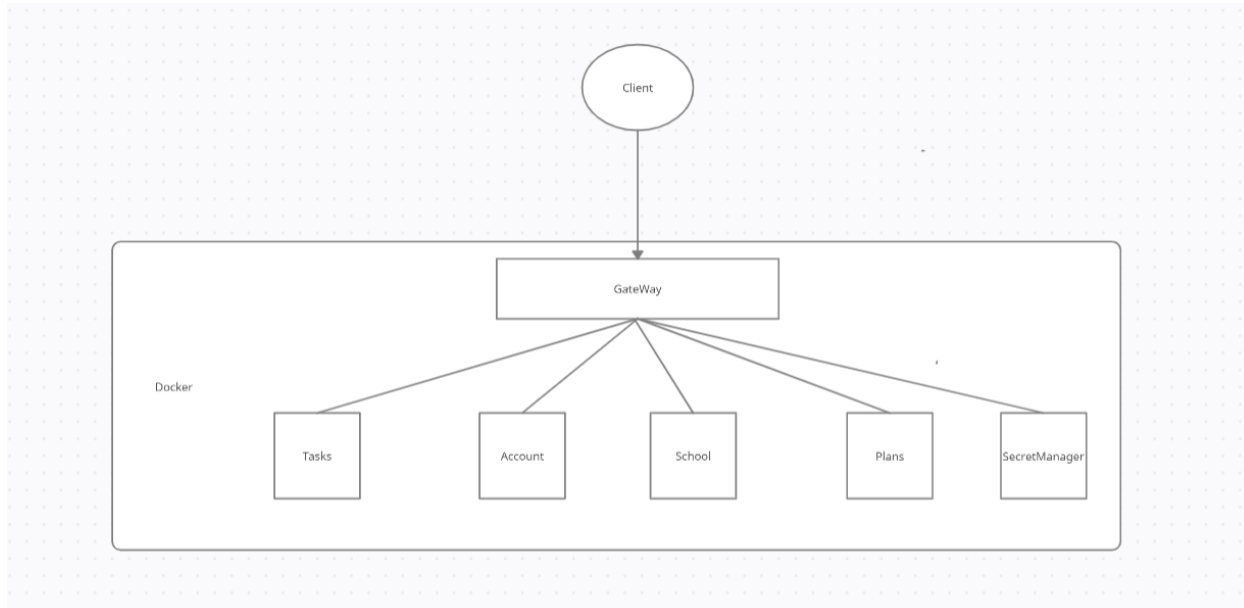 Client
GateWay
Docker
Tasks
Account
School
Plans
SecretManager